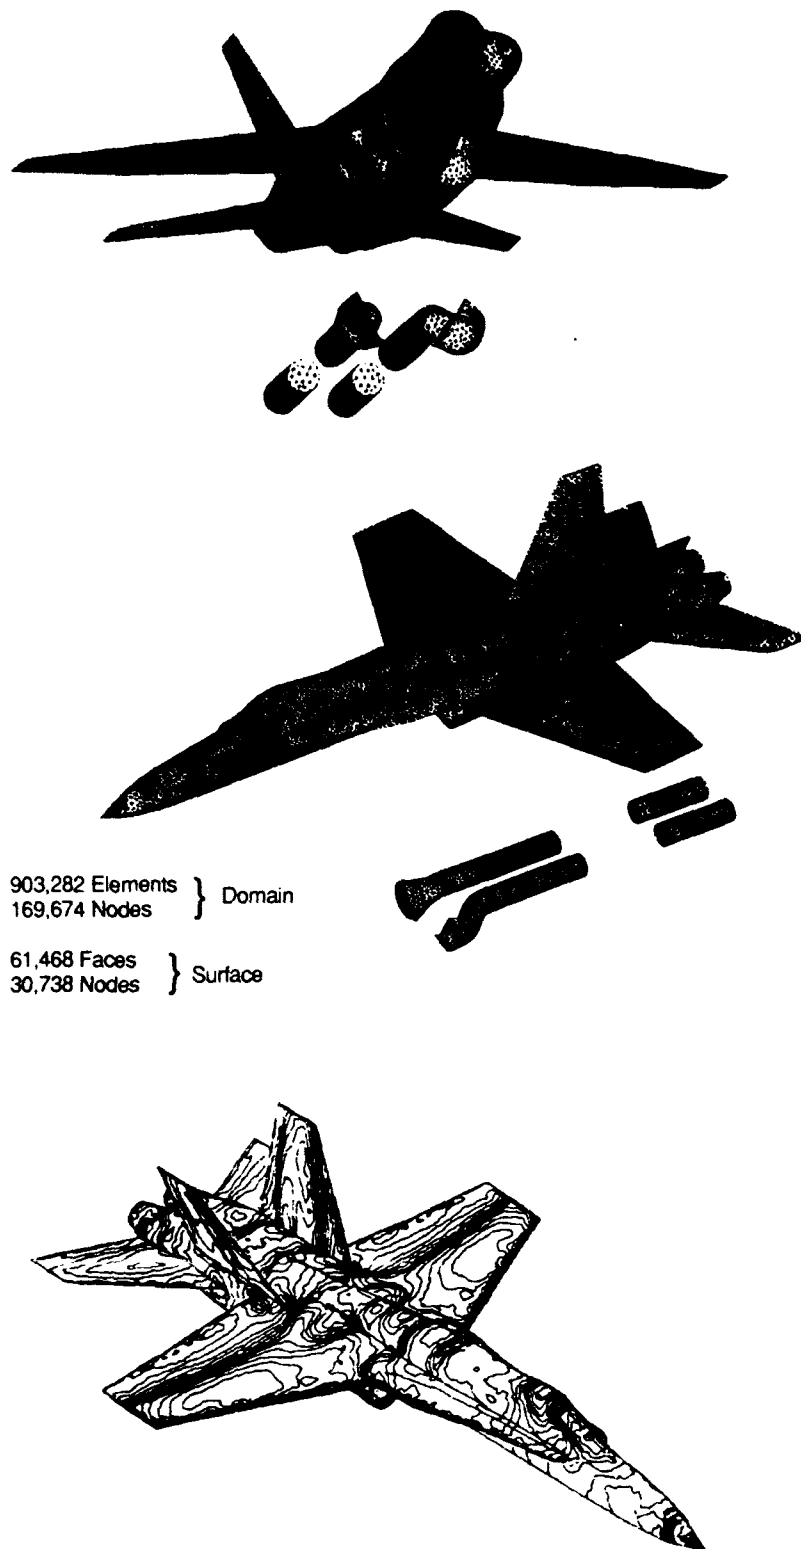 903,282 Elements
169,674 Nodes } Domain
61,468 Faces
30,738 Nodes } Surface